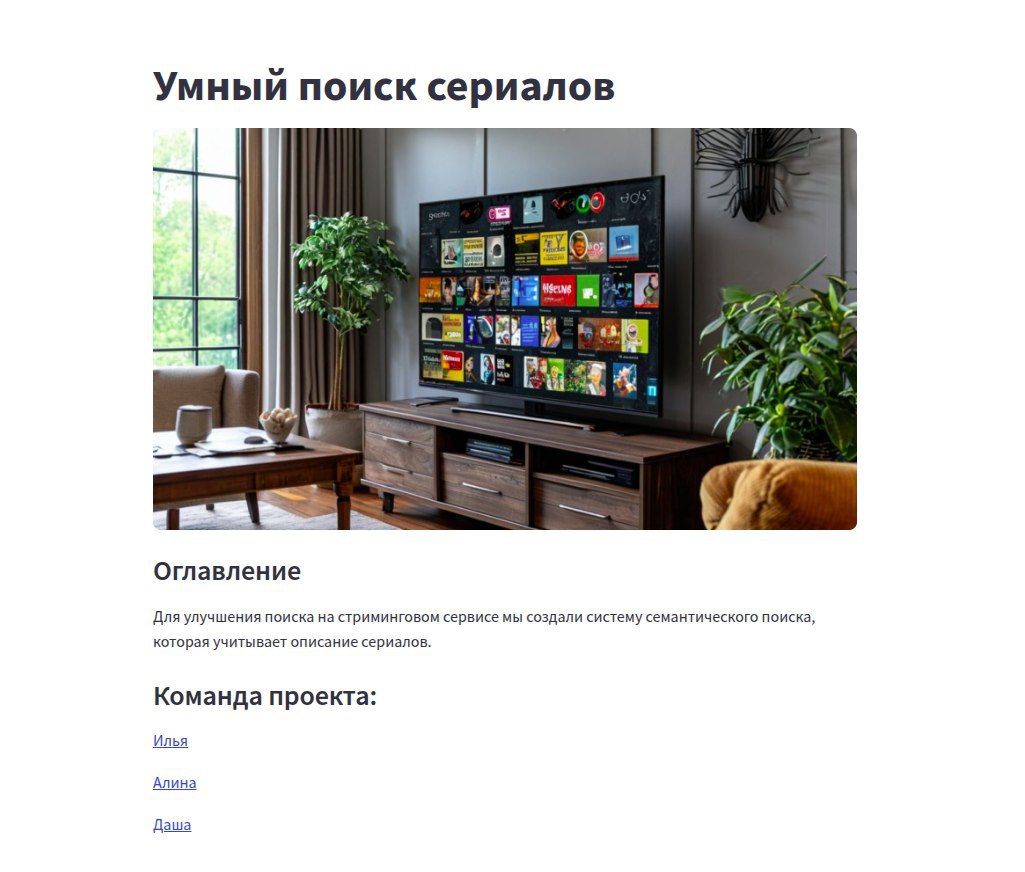 Умный поиск сериалов
Оглавление
Для улучшения поиска на стриминговом сервисе мы создали систему семантического поиска,
которая учитывает описание сериалов.
Команда проекта:
Илья
Алина
Даша